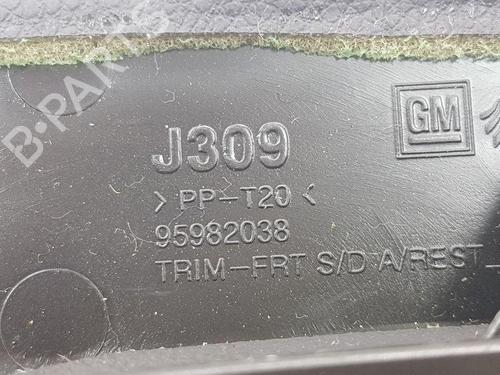 B-PARTS
J309
GM
>PP-T20<
95982038
TRIM-FRT S/D A/REST